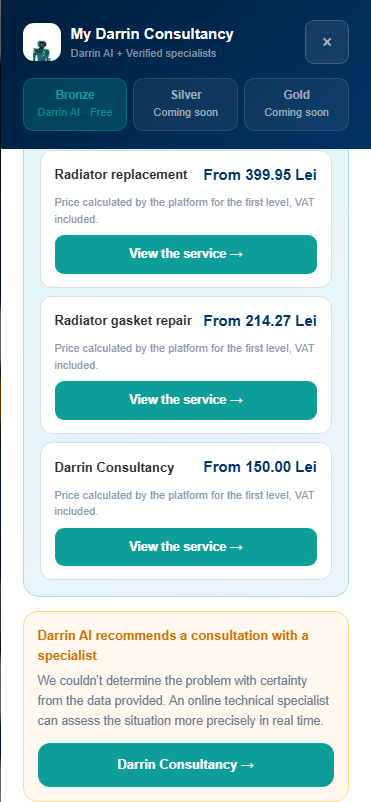 My Darrin Consultancy
Darrin AI + Verified specialists
×
Bronze
Darrin AI · Free
Silver
Coming soon
Gold
Coming soon
Radiator replacement
From 399.95 Lei
Price calculated by the platform for the first level, VAT
included.
View the service →
Radiator gasket repair
From 214.27 Lei
Price calculated by the platform for the first level, VAT
included.
View the service →
Darrin Consultancy
From 150.00 Lei
Price calculated by the platform for the first level, VAT
included.
View the service →
Darrin AI recommends a consultation with a
specialist
We couldn't determine the problem with certainty
from the data provided. An online technical specialist
can assess the situation more precisely in real time.
Darrin Consultancy →